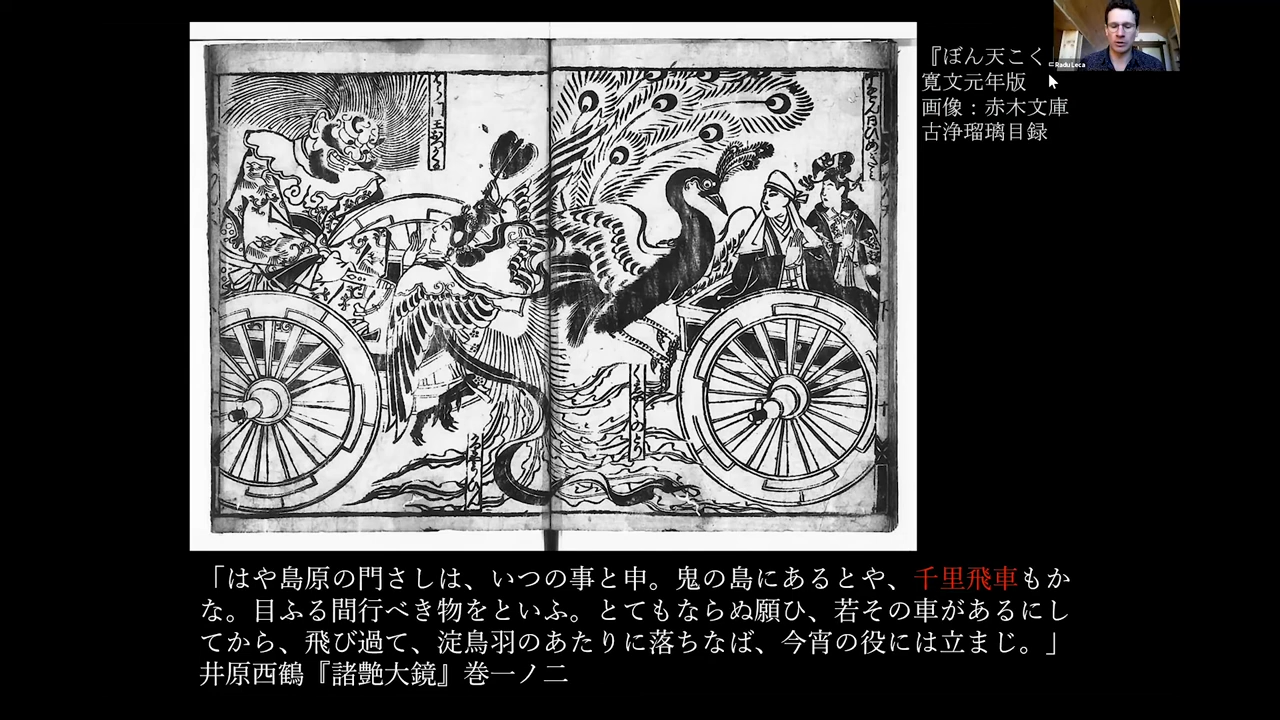 『ぼん天こく』
寛文元年版
画像：赤木文庫
古浄瑠璃目録
Radu Leca
「はや島原の門さしは、いつの事と申。鬼の島にあるとや、千里飛車もか
な。目ふる間行べき物をといふ。とてもならぬ願ひ、若その車があるにし
てから、飛び過て、淀鳥羽のあたりに落ちなば、今宵の役には立まじ。」
井原西鶴『諸艶大鏡』巻一ノ二